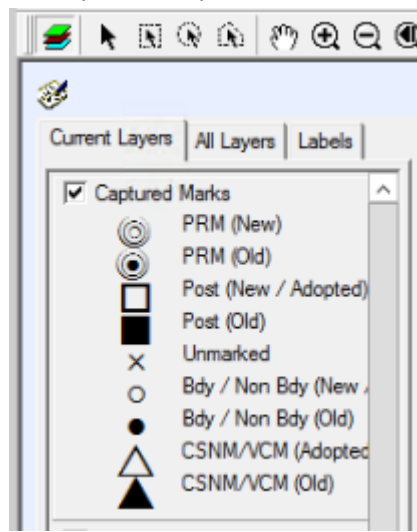 Current Layers All Layers Labels
Captured Marks
PRM (New)
PRM (Old)
Post (New / Adopted)
Post (Old)
Unmarked
Bdy / Non Bdy (New /
Bdy / Non Bdy (Old)
CSNM/VCM (Adopted
CSNM/VCM (Old)